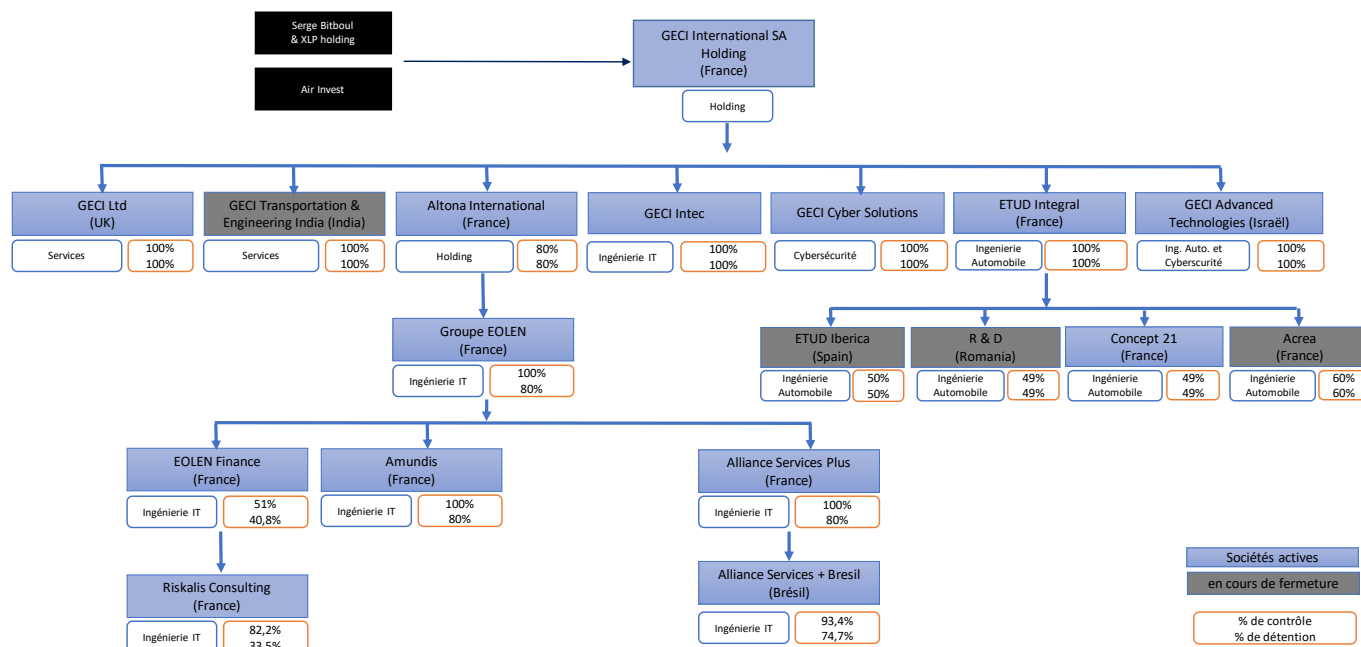 Serge Bitboul
& XLP holding
Air Invest
GECI International SA
Holding
(France)
Holding
GECI Ltd
(UK)
Services
100%
100%
GECI Transportation &
Engineering India (India)
Services
100%
100%
Altona International
(France)
Holding
80%
80%
GECI Intec
Ingénierie IT
100%
100%
GECI Cyber Solutions
Cybersécurité
100%
100%
ETUD Integral
(France)
Ingenierie
Automobile
100%
100%
GECI Advanced
Technologies (Israël)
Ing. Auto. et
Cyberscurité
100%
100%
Groupe EOLEN
(France)
Ingénierie IT
100%
80%
ETUD Iberica
(Spain)
Ingénierie
Automobile
50%
50%
R & D
(Romania)
Ingénierie
Automobile
49%
49%
Concept 21
(France)
Ingénierie
Automobile
49%
49%
Acrea
(France)
Ingénierie
Automobile
60%
60%
EOLEN Finance
(France)
Ingénierie IT
51%
40,8%
Amundis
(France)
Ingénierie IT
100%
80%
Alliance Services Plus
(France)
Ingénierie IT
100%
80%
Riskalis Consulting
(France)
Ingénierie IT
82,2%
33,5%
Alliance Services + Bresil
(Brésil)
Ingénierie IT
93,4%
74,7%
Sociétés actives
en cours de fermeture
% de contrôle
% de détention